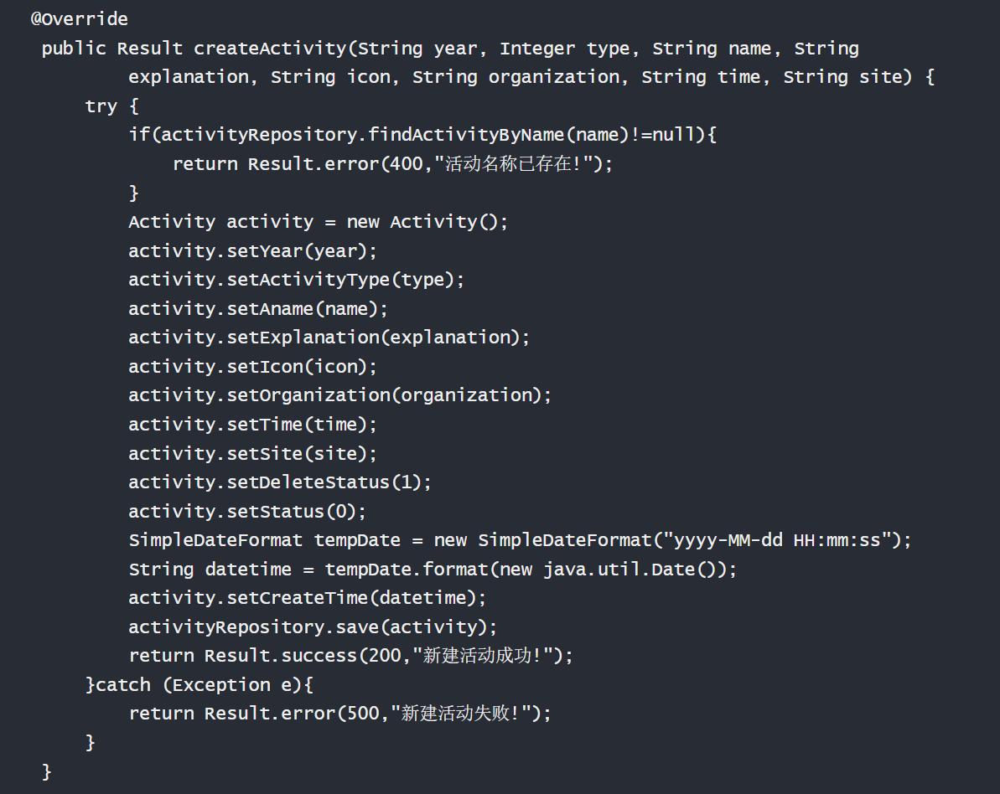 @Override
public Result createActivity(String year, Integer type, String name, String
explanation, String icon, String organization, String time, String site) {
try {
if(activityRepository.findActivityByName(name)!=null){
return Result.error(400,"活动名称已存在!");
}
Activity activity = new Activity();
activity.setYear(year);
activity.setActivityType(type);
activity.setAname(name);
activity.setExplanation(explanation);
activity.setIcon(icon);
activity.setOrganization(organization);
activity.setTime(time);
activity.setSite(site);
activity.setDeleteStatus(1);
activity.setStatus(0);
SimpleDateFormat tempDate = new SimpleDateFormat("yyyy-MM-dd HH:mm:ss");
String datetime = tempDate.format(new java.util.Date());
activity.setCreateTime(datetime);
activityRepository.save(activity);
return Result.success(200,"新建活动成功!");
}catch (Exception e){
return Result.error(500,"新建活动失败!");
}
}